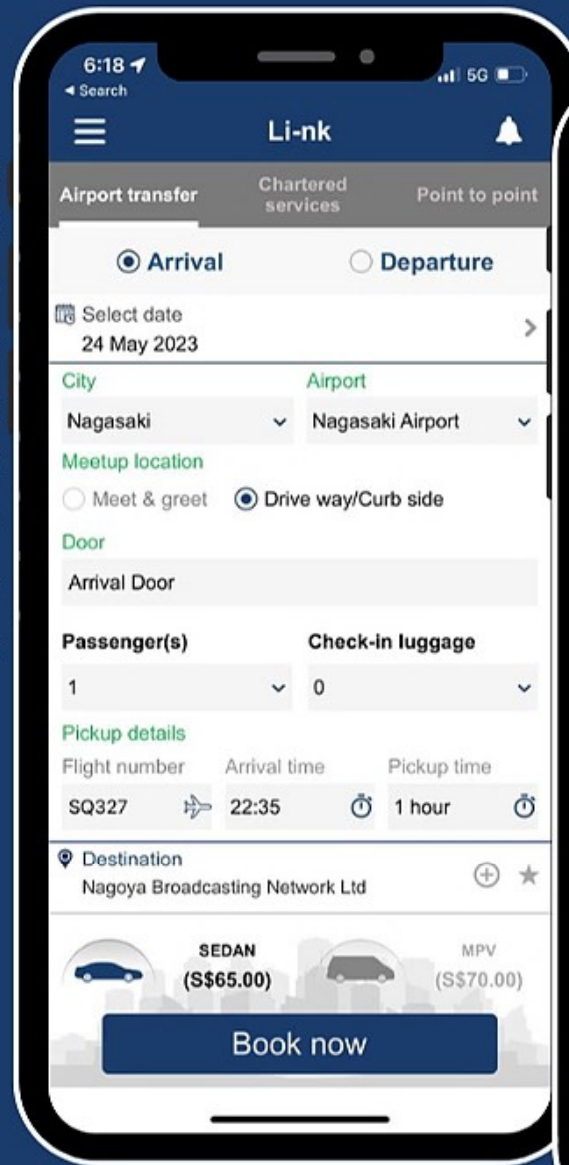 6:18
5G
◀ Search
Li-nk
Airport transfer
Chartered services
Point to point
Arrival
Departure
Select date
24 May 2023
City
Airport
Nagasaki
Nagasaki Airport
Meetup location
Meet & greet
Drive way/Curb side
Door
Arrival Door
Passenger(s)
Check-in luggage
1
0
Pickup details
Flight number
Arrival time
Pickup time
SQ327
22:35
1 hour
Destination
Nagoya Broadcasting Network Ltd
SEDAN
(S$65.00)
MPV
(S$70.00)
Book now